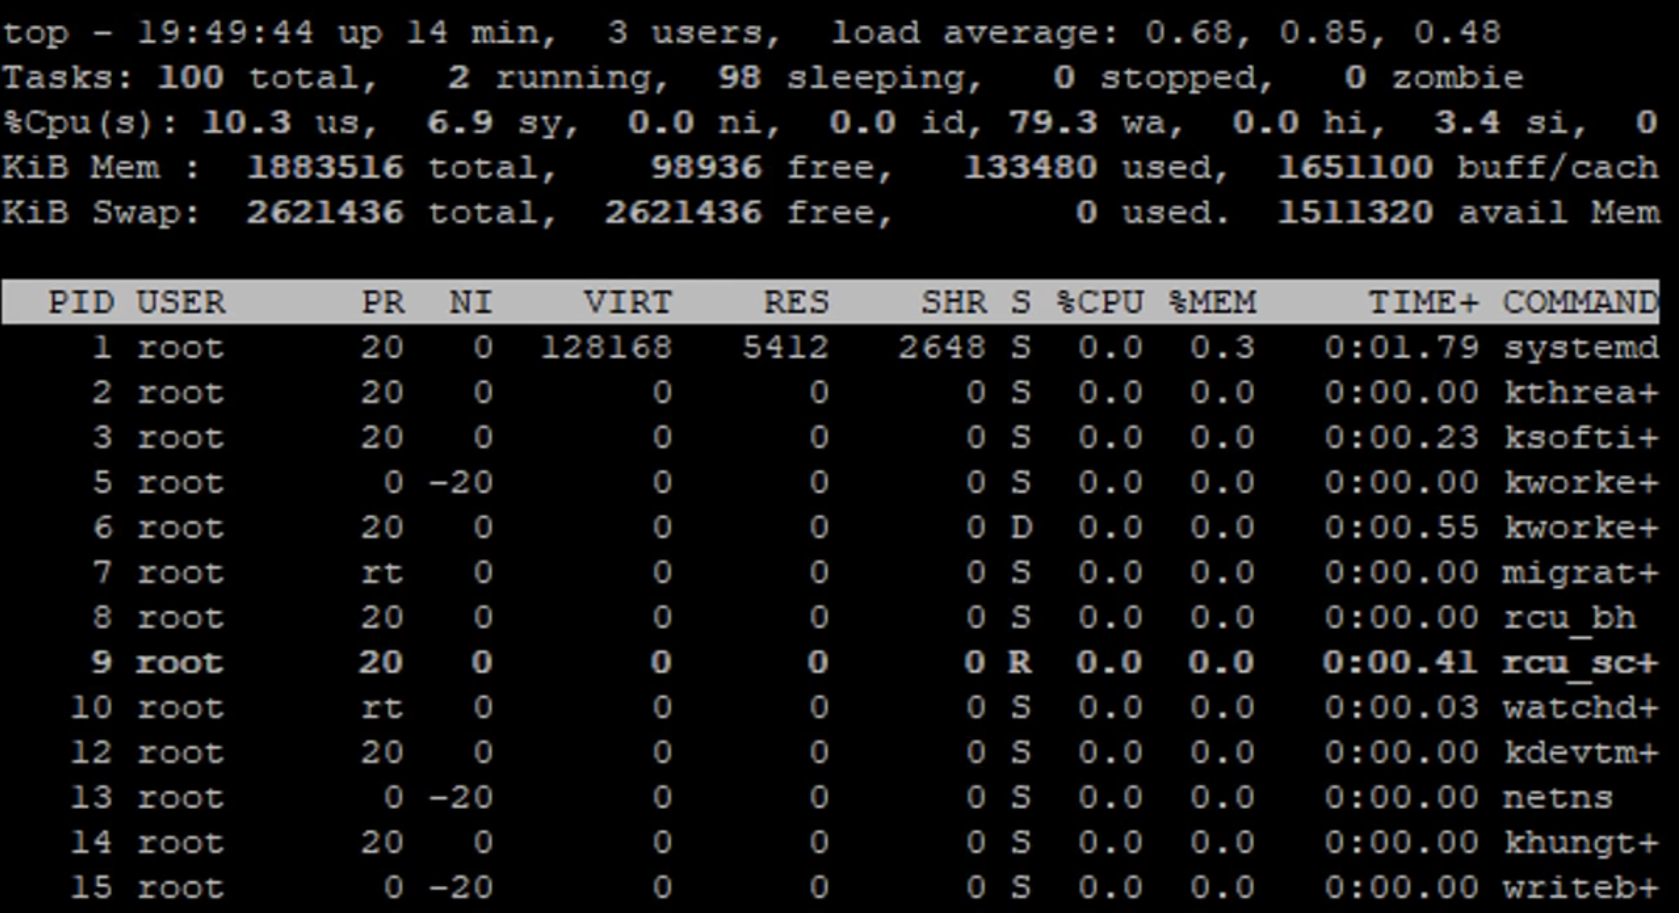 top - 19:49:44 up 14 min,  3 users,  load average: 0.68, 0.85, 0.48
Tasks: 100 total,   2 running,  98 sleeping,   0 stopped,   0 zombie
%Cpu(s): 10.3 us,  6.9 sy,  0.0 ni,  0.0 id, 79.3 wa,  0.0 hi,  3.4 si,  0
KiB Mem :  1883516 total,    98936 free,   133480 used,  1651100 buff/cach
KiB Swap:  2621436 total,  2621436 free,        0 used.  1511320 avail Mem
PID USER      PR  NI    VIRT    RES    SHR S %CPU %MEM     TIME+ COMMAND
1 root      20   0  128168   5412   2648 S  0.0  0.3   0:01.79 systemd
2 root      20   0       0      0      0 S  0.0  0.0   0:00.00 kthrea+
3 root      20   0       0      0      0 S  0.0  0.0   0:00.23 ksofti+
5 root       0 -20       0      0      0 S  0.0  0.0   0:00.00 kworke+
6 root      20   0       0      0      0 D  0.0  0.0   0:00.55 kworke+
7 root      rt   0       0      0      0 S  0.0  0.0   0:00.00 migrat+
8 root      20   0       0      0      0 S  0.0  0.0   0:00.00 rcu_bh
9 root      20   0       0      0      0 R  0.0  0.0   0:00.41 rcu_sc+
10 root      rt   0       0      0      0 S  0.0  0.0   0:00.03 watchd+
12 root      20   0       0      0      0 S  0.0  0.0   0:00.00 kdevtm+
13 root       0 -20       0      0      0 S  0.0  0.0   0:00.00 netns
14 root      20   0       0      0      0 S  0.0  0.0   0:00.00 khungt+
15 root       0 -20       0      0      0 S  0.0  0.0   0:00.00 writeb+